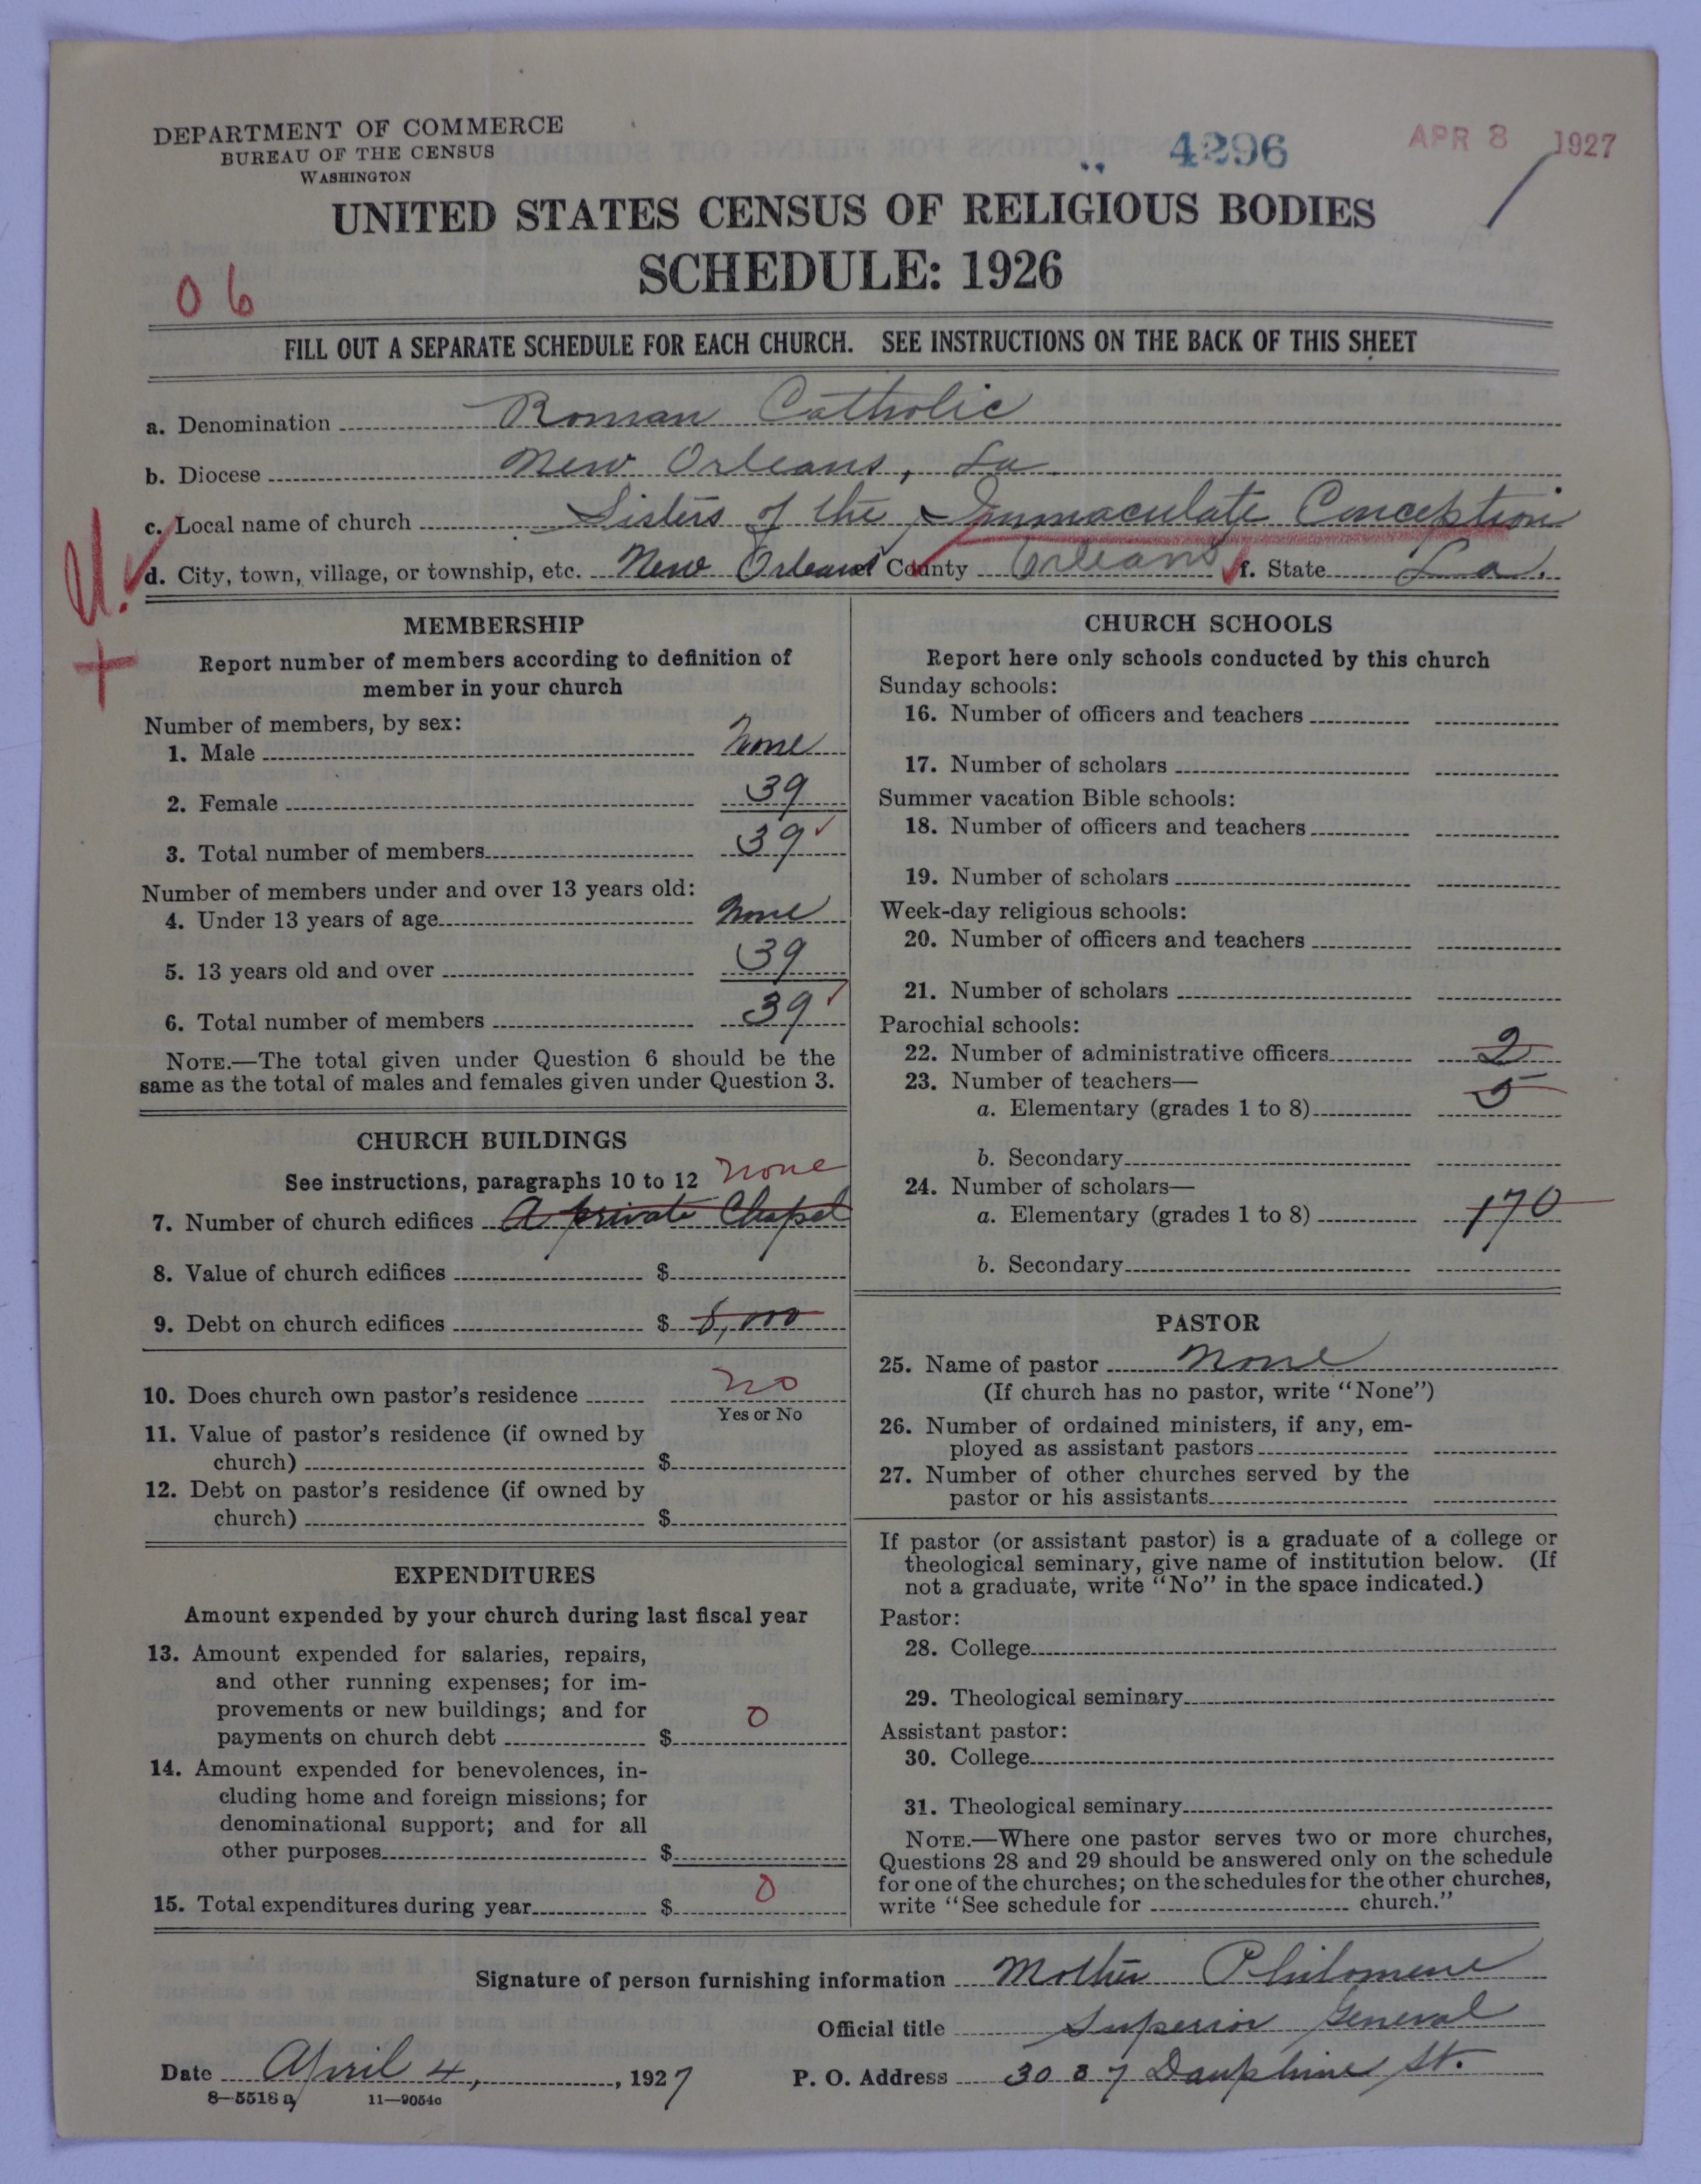 DEPARTMENT OF COMMERCE
BUREAU OF THE CENSUS
WASHINGTON
4296
APR 8 1927
UNITED STATES CENSUS OF RELIGIOUS BODIES
SCHEDULE: 1926
06
FILL OUT A SEPARATE SCHEDULE FOR EACH CHURCH. SEE INSTRUCTIONS ON THE BACK OF THIS SHEET
a. Denomination Roman Catholic
b. Diocese New Orleans, La.
c. Local name of church Sisters of the Immaculate Conception
d. City, town, village, or township, etc. New Orleans County Orleans f. State La.
MEMBERSHIP
Report number of members according to definition of
member in your church
Number of members, by sex:
1. Male None
2. Female 39
3. Total number of members 39
Number of members under and over 13 years old:
4. Under 13 years of age None
5. 13 years old and over 39
6. Total number of members 39
NOTE.—The total given under Question 6 should be the
same as the total of males and females given under Question 3.
CHURCH BUILDINGS
See instructions, paragraphs 10 to 12 none
7. Number of church edifices A private Chapel
8. Value of church edifices $
9. Debt on church edifices $
10. Does church own pastor's residence no
Yes or No
11. Value of pastor's residence (if owned by
church) $
12. Debt on pastor's residence (if owned by
church) $
EXPENDITURES
Amount expended by your church during last fiscal year
13. Amount expended for salaries, repairs,
and other running expenses; for im-
provements or new buildings; and for
payments on church debt $ 0
14. Amount expended for benevolences, in-
cluding home and foreign missions; for
denominational support; and for all
other purposes $
15. Total expenditures during year $ 0
CHURCH SCHOOLS
Report here only schools conducted by this church
Sunday schools:
16. Number of officers and teachers
17. Number of scholars
Summer vacation Bible schools:
18. Number of officers and teachers
19. Number of scholars
Week-day religious schools:
20. Number of officers and teachers
21. Number of scholars
Parochial schools:
22. Number of administrative officers 2
23. Number of teachers—
a. Elementary (grades 1 to 8) 5
b. Secondary
24. Number of scholars—
a. Elementary (grades 1 to 8) 170
b. Secondary
PASTOR
25. Name of pastor None
(If church has no pastor, write "None")
26. Number of ordained ministers, if any, em-
ployed as assistant pastors
27. Number of other churches served by the
pastor or his assistants
If pastor (or assistant pastor) is a graduate of a college or
theological seminary, give name of institution below. (If
not a graduate, write "No" in the space indicated.)
Pastor:
28. College
29. Theological seminary
Assistant pastor:
30. College
31. Theological seminary
NOTE.—Where one pastor serves two or more churches,
Questions 28 and 29 should be answered only on the schedule
for one of the churches; on the schedules for the other churches,
write "See schedule for church."
Signature of person furnishing information Mother Philomene
Official title Superior General
Date April 4, 1927 P. O. Address 3037 Dauphine St.
8—5518a 11—9054c